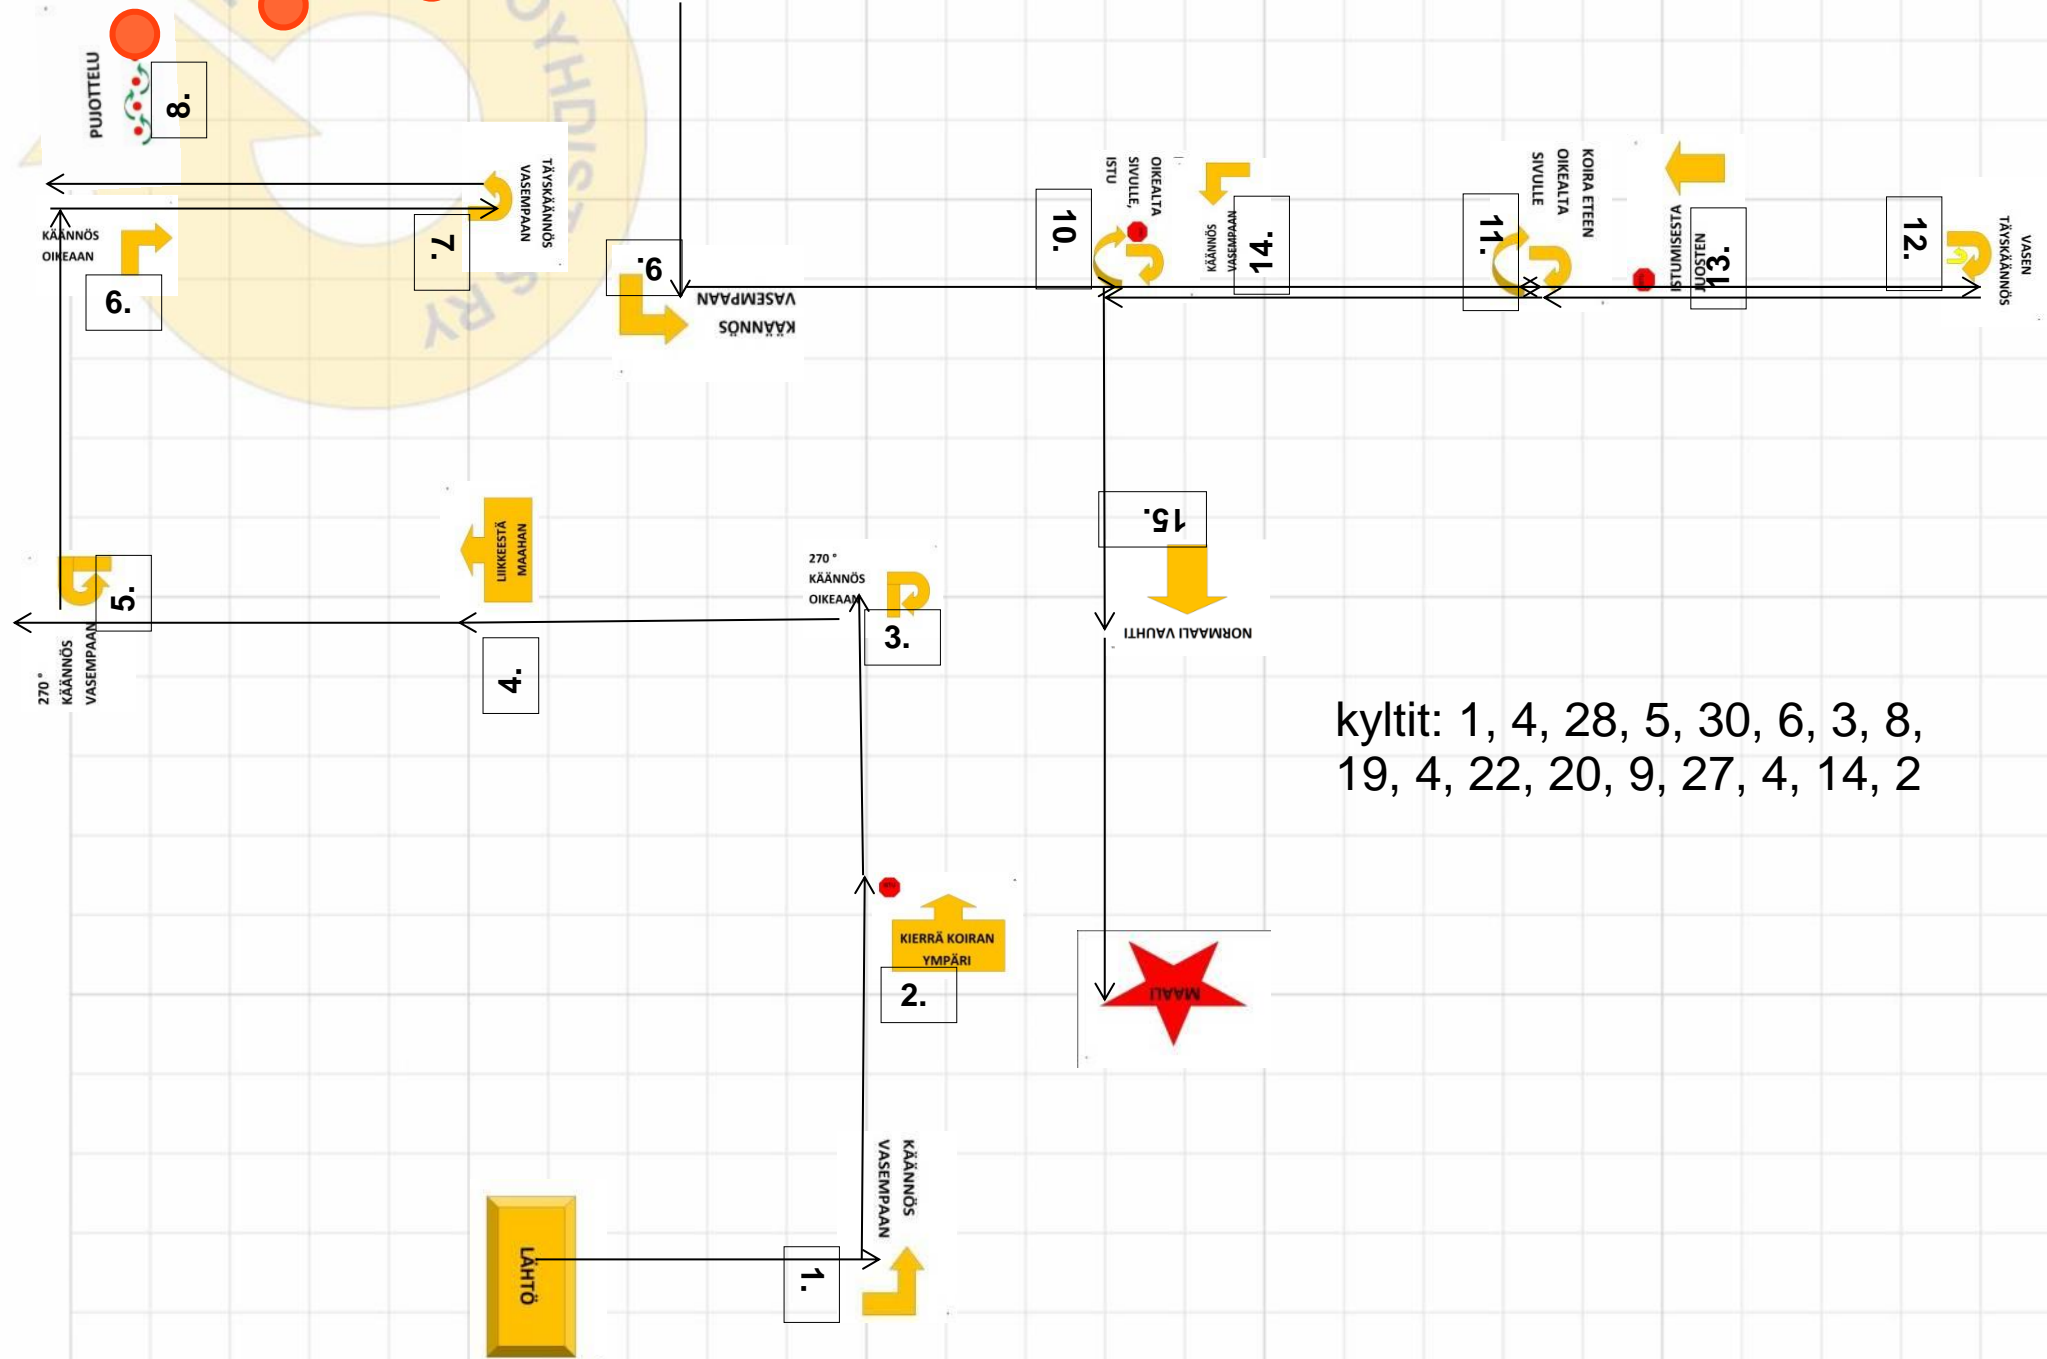 OYHDISTYS RY
PUJOTTELU
8.
TÄYSKÄÄNNÖS
VASEMPAAN
7.
KÄÄNNÖS
OIKEAAN
6.
9.
KÄÄNNÖS
VASEMPAAN
10.
OIKEALTA
SIVULLE,
ISTU
14.
KÄÄNNÖS
VASEMPAAN
11.
KOIRA ETEEN
OIKEALTA
SIVULLE
13.
ISTUMISESTA
JUOSTEN
12.
VASEN
TÄYSKÄÄNNÖS
5.
270 °
KÄÄNNÖS
VASEMPAAN
LIIKKEESTÄ
MAAHAN
4.
270 °
KÄÄNNÖS
OIKEAAN
3.
15.
NORMAALI VAUHTI
kyltit: 1, 4, 28, 5, 30, 6, 3, 8,
19, 4, 22, 20, 9, 27, 4, 14, 2
KIERRÄ KOIRAN
YMPÄRI
2.
MAALI
KÄÄNNÖS
VASEMPAAN
1.
LÄHTÖ